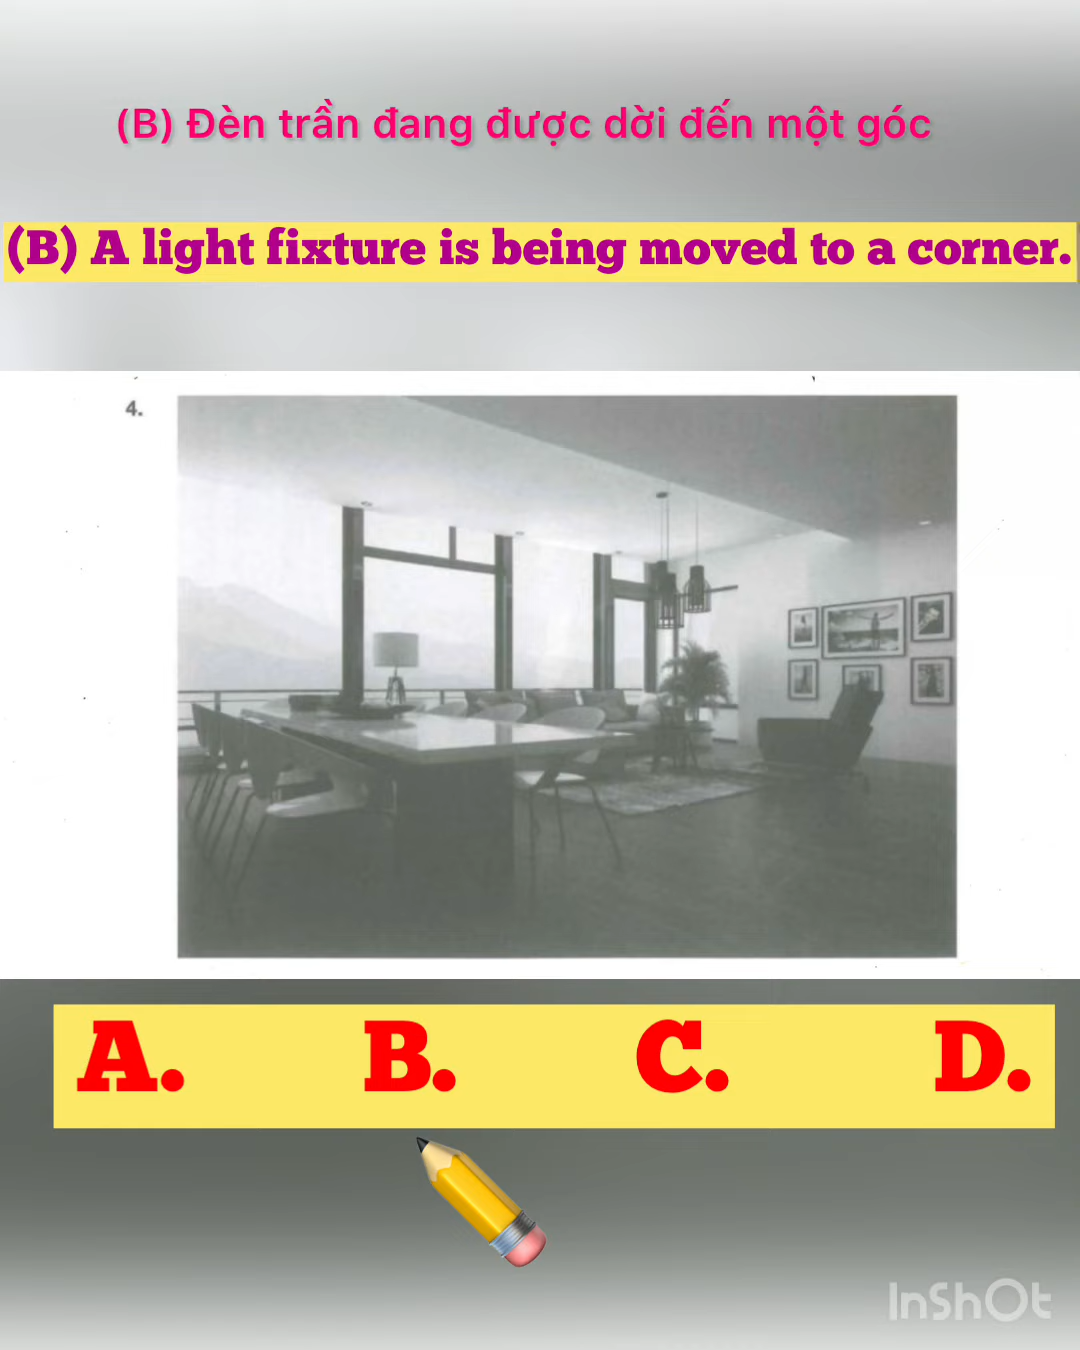 (B) Đèn trần đang được dời đến một góc
(B) A light fixture is being moved to a corner.
4.
A. B. C. D.
InShOt